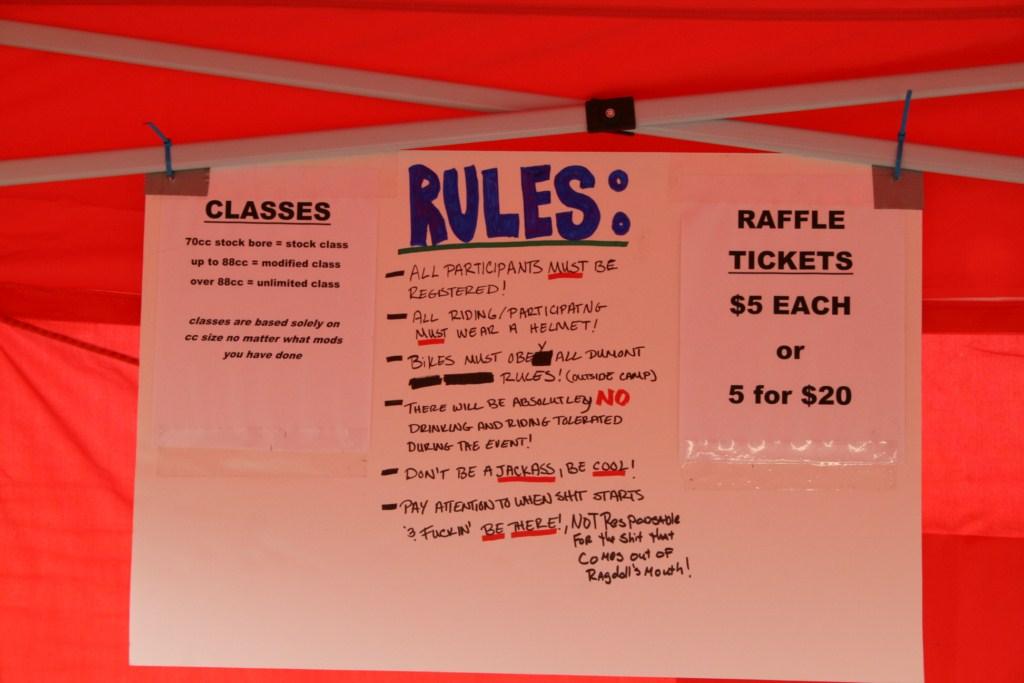 CLASSES
70cc stock bore = stock class
up to 88cc = modified class
over 88cc = unlimited class
classes are based solely on
cc size no matter what mods
you have done
RULES:
- ALL PARTICIPANTS MUST BE
REGISTERED!
- ALL RIDING/PARTICIPATNG
MUST WEAR A HELMET!
- BIKES MUST OBEY ALL DUMONT
RULES! (OUTSIDE CAMP)
- THERE WILL BE ABSOLUTLEY NO
DRINKING AND RIDING TOLERATED
DURING THE EVENT!
- DON'T BE A JACKASS, BE COOL!
- PAY ATTENTION TO WHEN SHIT STARTS
& FUCKIN' BE THERE!, NOT Responsable
For the Shit that
Comes out of
Ragdoll's Mouth!
RAFFLE
TICKETS
$5 EACH
or
5 for $20